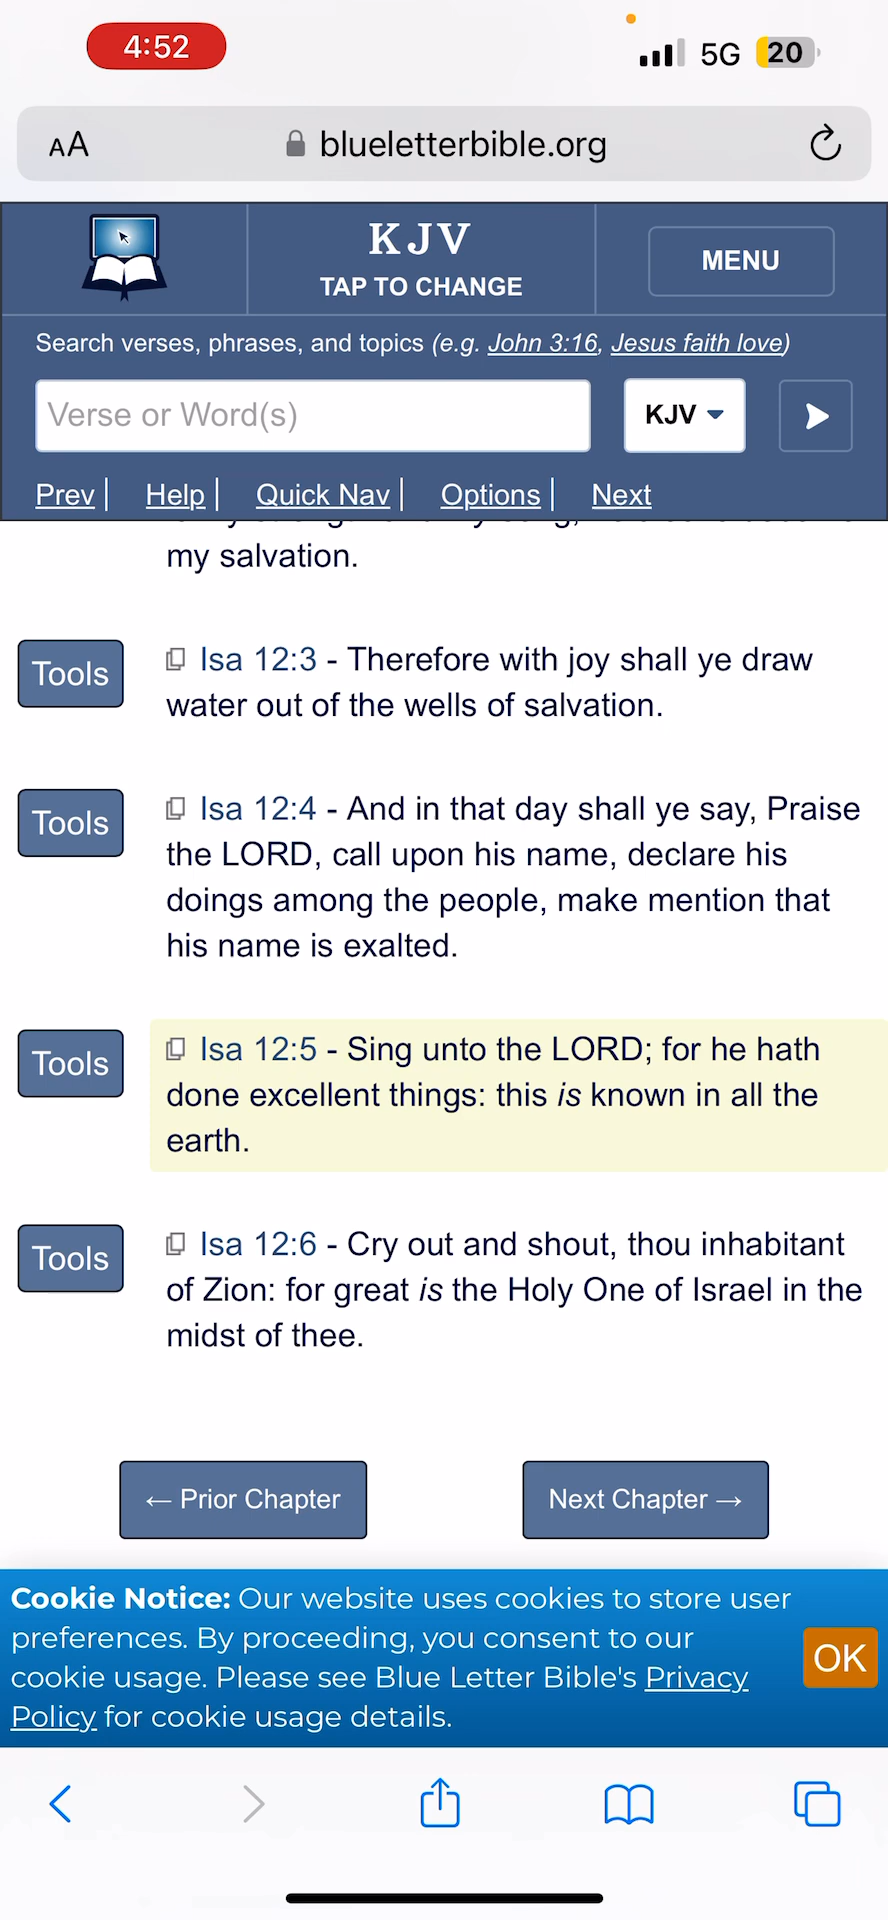 4:52
5G 20
AA blueletterbible.org
KJV
TAP TO CHANGE
MENU
Search verses, phrases, and topics (e.g. John 3:16, Jesus faith love)
Verse or Word(s)
KJV
Prev | Help | Quick Nav | Options | Next
my salvation.
Tools
Isa 12:3 - Therefore with joy shall ye draw
water out of the wells of salvation.
Tools
Isa 12:4 - And in that day shall ye say, Praise
the LORD, call upon his name, declare his
doings among the people, make mention that
his name is exalted.
Tools
Isa 12:5 - Sing unto the LORD; for he hath
done excellent things: this is known in all the
earth.
Tools
Isa 12:6 - Cry out and shout, thou inhabitant
of Zion: for great is the Holy One of Israel in the
midst of thee.
← Prior Chapter
Next Chapter →
Cookie Notice: Our website uses cookies to store user
preferences. By proceeding, you consent to our
cookie usage. Please see Blue Letter Bible's Privacy
Policy for cookie usage details.
OK